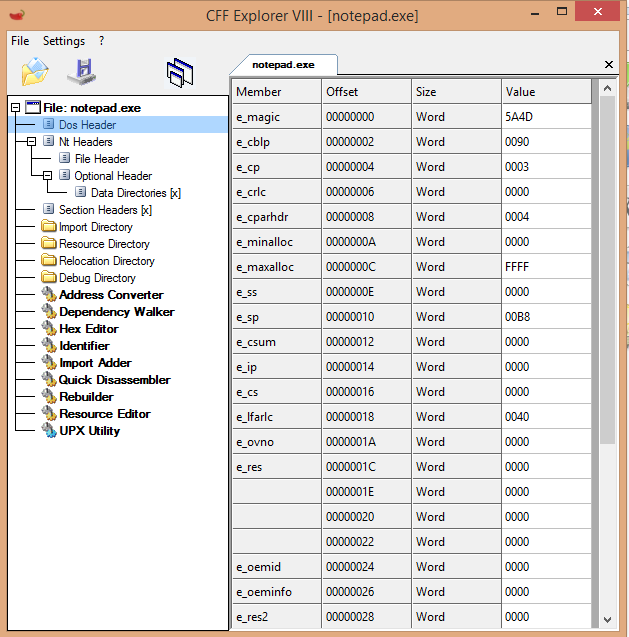 CFF Explorer VIII - [notepad.exe]
File Settings ?
notepad.exe
File: notepad.exe
Dos Header
Nt Headers
File Header
Optional Header
Data Directories [x]
Section Headers [x]
Import Directory
Resource Directory
Relocation Directory
Debug Directory
Address Converter
Dependency Walker
Hex Editor
Identifier
Import Adder
Quick Disassembler
Rebuilder
Resource Editor
UPX Utility
Member Offset Size Value
e_magic 00000000 Word 5A4D
e_cblp 00000002 Word 0090
e_cp 00000004 Word 0003
e_crlc 00000006 Word 0000
e_cparhdr 00000008 Word 0004
e_minalloc 0000000A Word 0000
e_maxalloc 0000000C Word FFFF
e_ss 0000000E Word 0000
e_sp 00000010 Word 00B8
e_csum 00000012 Word 0000
e_ip 00000014 Word 0000
e_cs 00000016 Word 0000
e_lfarlc 00000018 Word 0040
e_ovno 0000001A Word 0000
e_res 0000001C Word 0000
0000001E Word 0000
00000020 Word 0000
00000022 Word 0000
e_oemid 00000024 Word 0000
e_oeminfo 00000026 Word 0000
e_res2 00000028 Word 0000